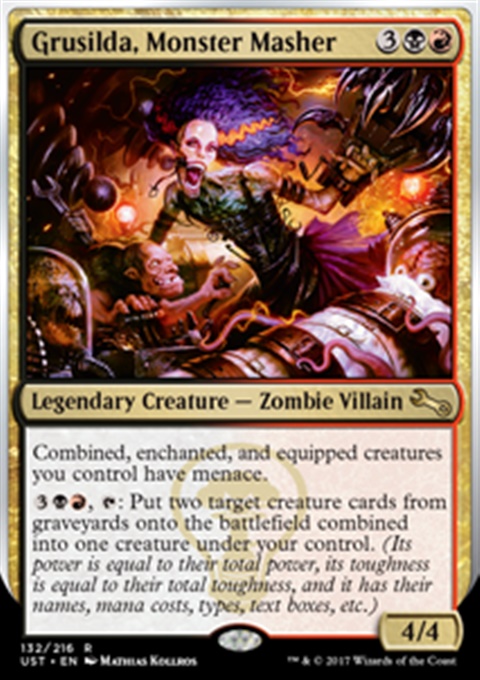 Grusilda, Monster Masher 3
Legendary Creature — Zombie Villain
Combined, enchanted, and equipped creatures
you control have menace.
3, : Put two target creature cards from
graveyards onto the battlefield combined
into one creature under your control. (Its
power is equal to their total power, its toughness
is equal to their total toughness, and it has their
names, mana costs, types, text boxes, etc.)
4/4
132/216 R
UST • EN Mathias Kollros
™ & © 2017 Wizards of the Coast